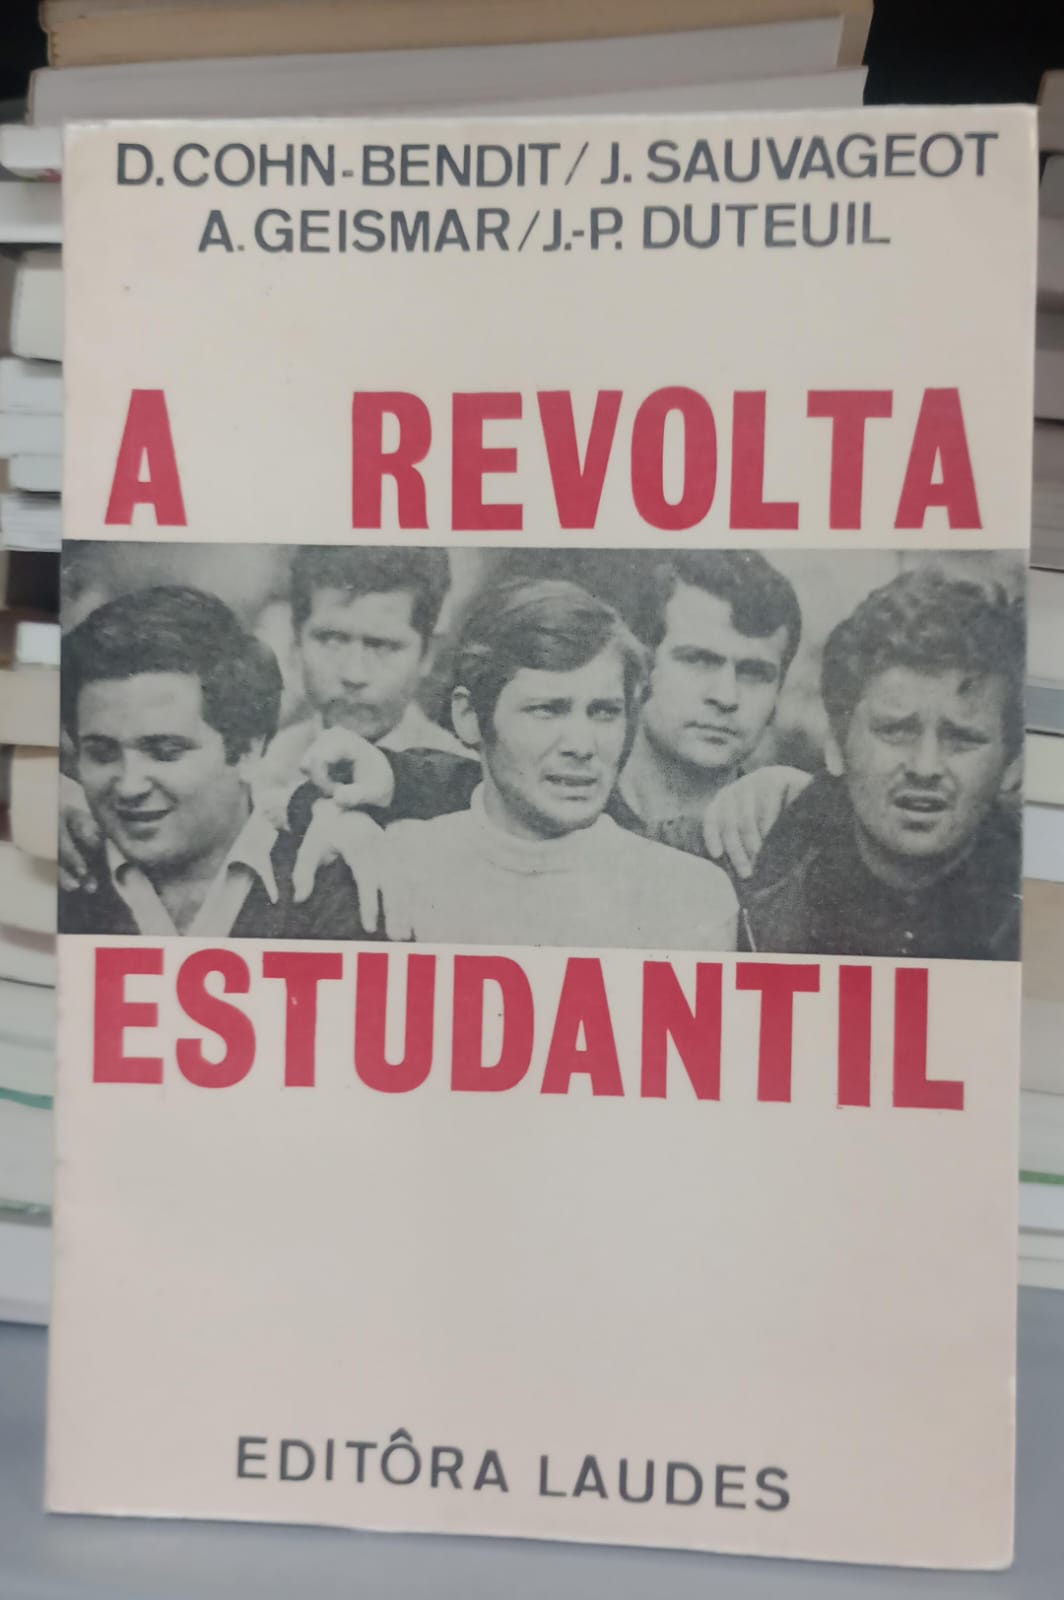 D. COHN-BENDIT / J. SAUVAGEOT
A. GEISMAR / J.-P. DUTEUIL
A REVOLTA
ESTUDANTIL
EDITÔRA LAUDES